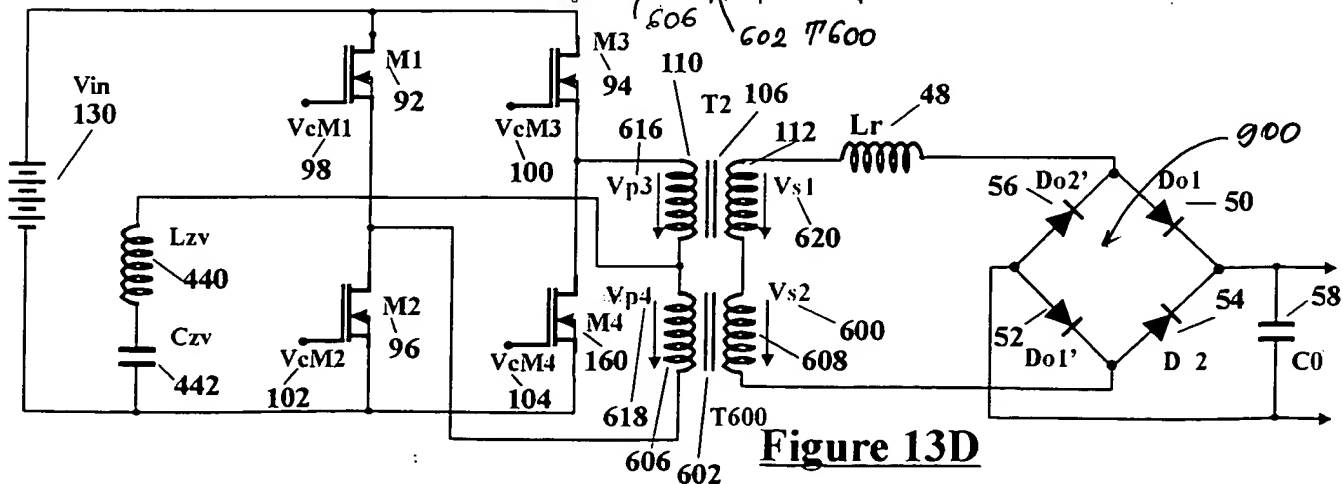 606
602 T600
M1
92
M3
94
110
T2
106
48
Vin
130
VcM1
98
VcM3
100
616
112
Lr
900
Vp3
Vs1
620
56
Do2'
Do1
50
Lzv
440
Czv
442
M2
96
VcM2
102
M4
160
VcM4
104
Vp4
618
Vs2
600
608
52
Do1'
54
D 2
58
C0
606
602
T600
Figure 13D